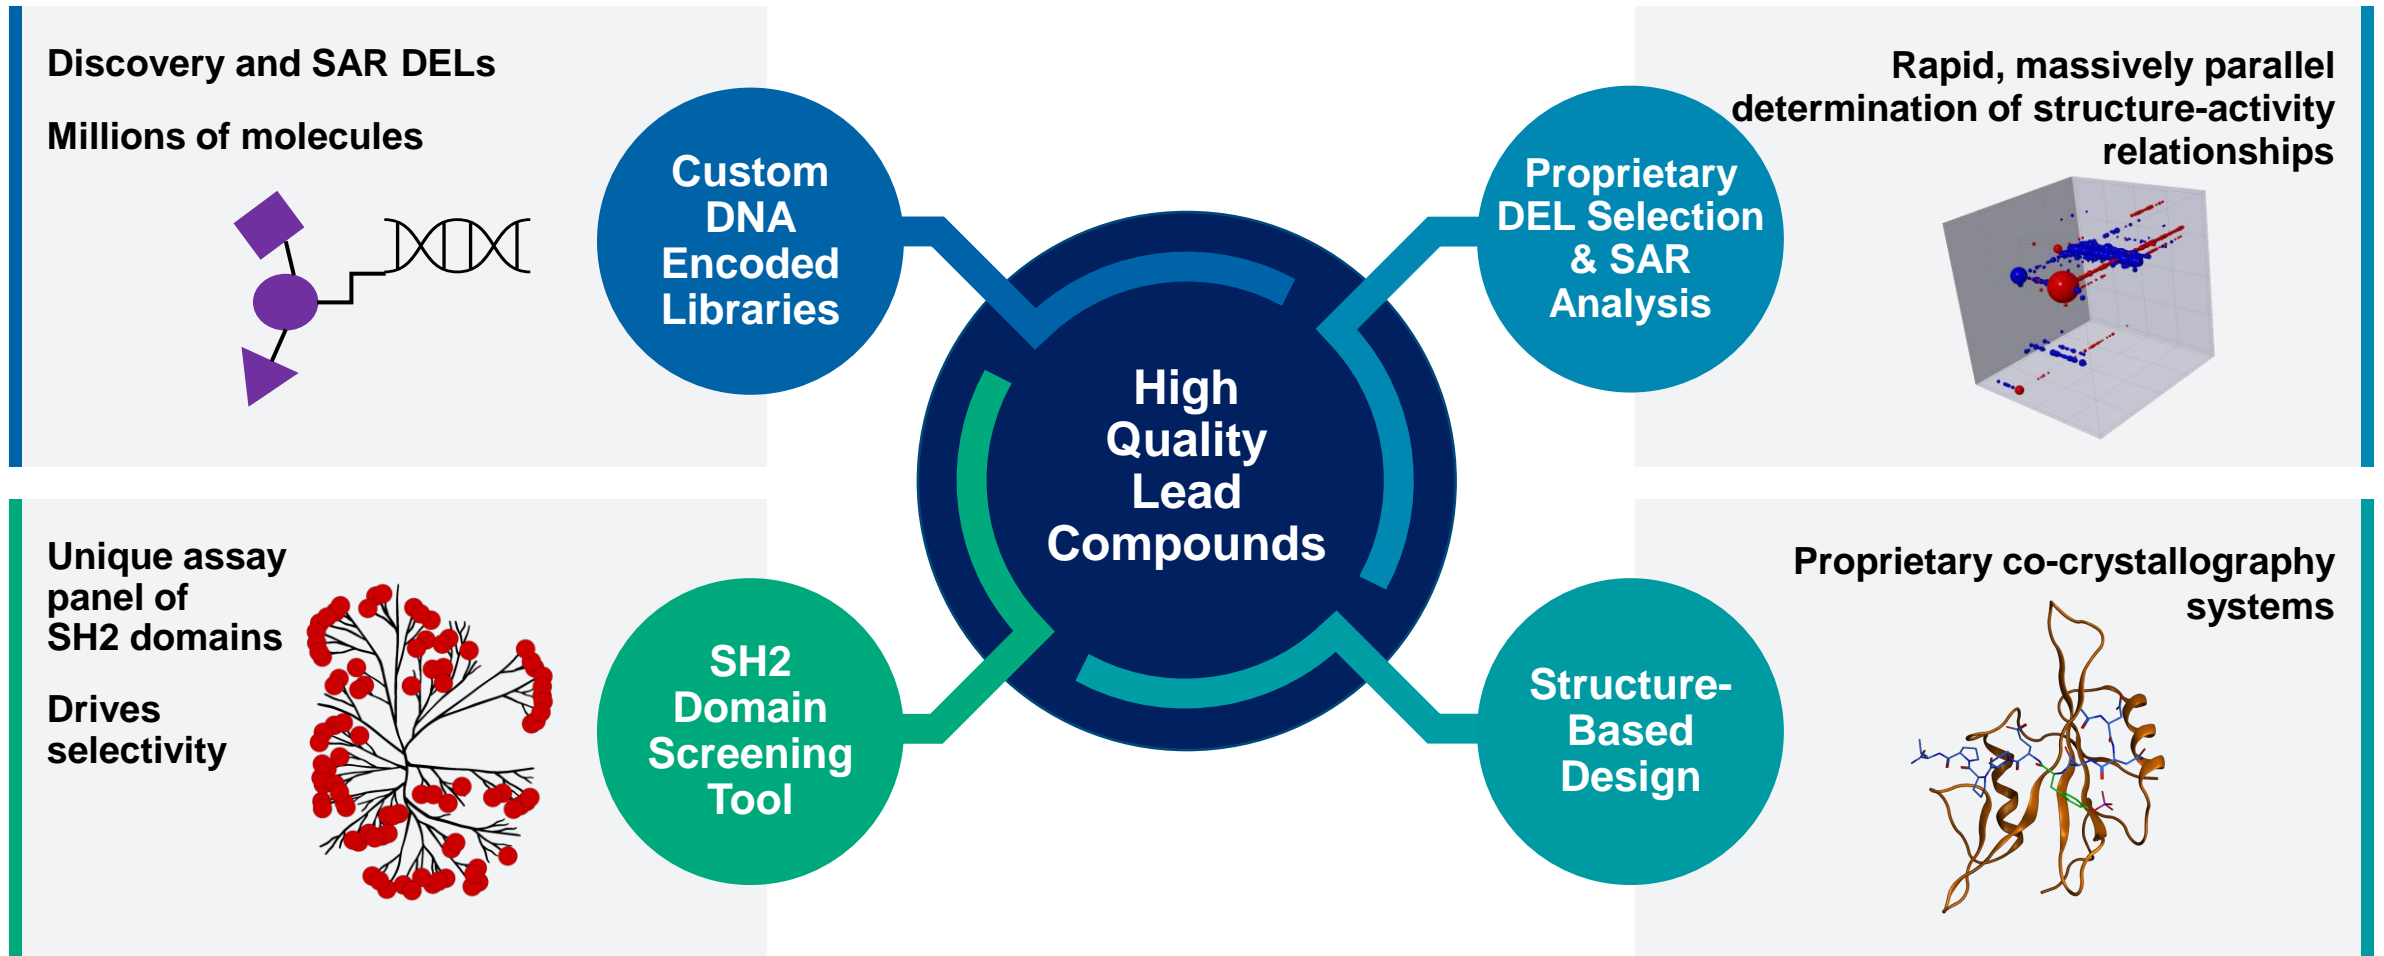 Discovery and SAR DELs
Millions of molecules
Custom
DNA
Encoded
Libraries
Rapid, massively parallel
determination of structure-activity
relationships
Proprietary
DEL Selection
& SAR
Analysis
High
Quality
Lead
Compounds
Unique assay
panel of
SH2 domains
Drives
selectivity
SH2
Domain
Screening
Tool
Proprietary co-crystallography
systems
Structure-
Based
Design